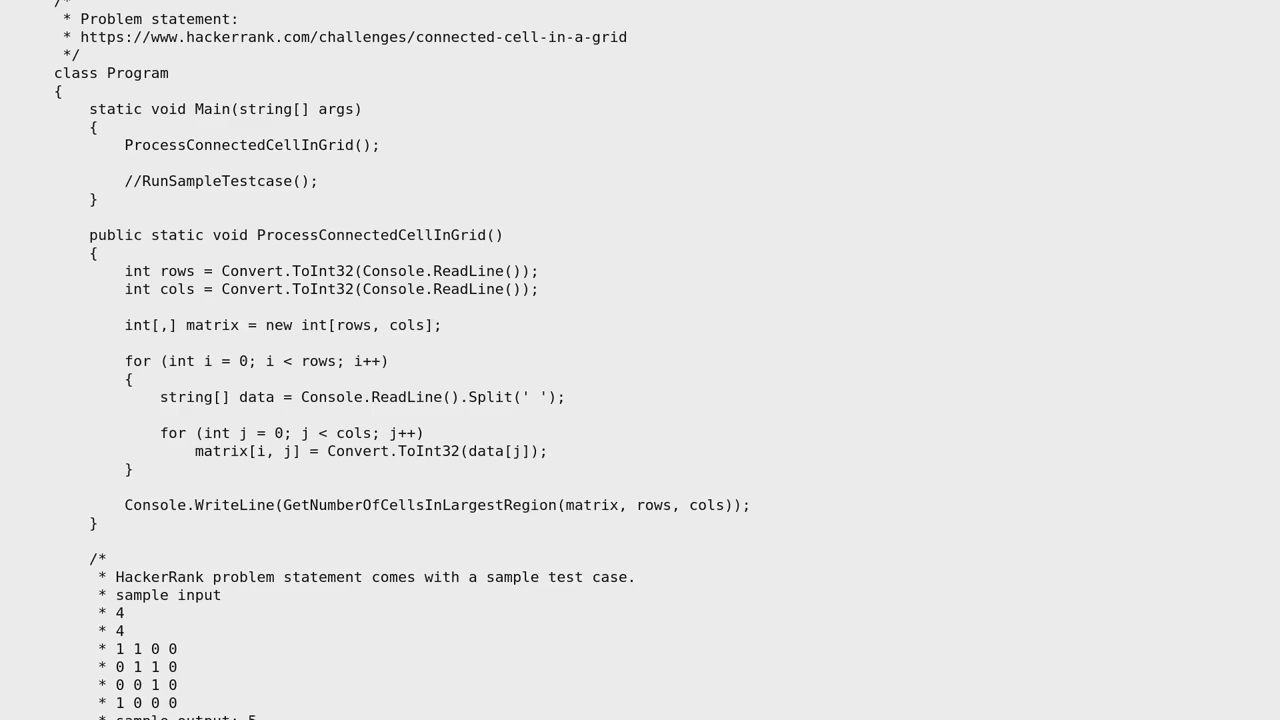 /*
 * Problem statement:
 * https://www.hackerrank.com/challenges/connected-cell-in-a-grid
 */
class Program
{
    static void Main(string[] args)
    {
        ProcessConnectedCellInGrid();

        //RunSampleTestcase();
    }

    public static void ProcessConnectedCellInGrid()
    {
        int rows = Convert.ToInt32(Console.ReadLine());
        int cols = Convert.ToInt32(Console.ReadLine());

        int[,] matrix = new int[rows, cols];

        for (int i = 0; i < rows; i++)
        {
            string[] data = Console.ReadLine().Split(' ');

            for (int j = 0; j < cols; j++)
                matrix[i, j] = Convert.ToInt32(data[j]);
        }

        Console.WriteLine(GetNumberOfCellsInLargestRegion(matrix, rows, cols));
    }

    /*
     * HackerRank problem statement comes with a sample test case.
     * sample input
     * 4
     * 4
     * 1 1 0 0
     * 0 1 1 0
     * 0 0 1 0
     * 1 0 0 0
     * sample output: 5